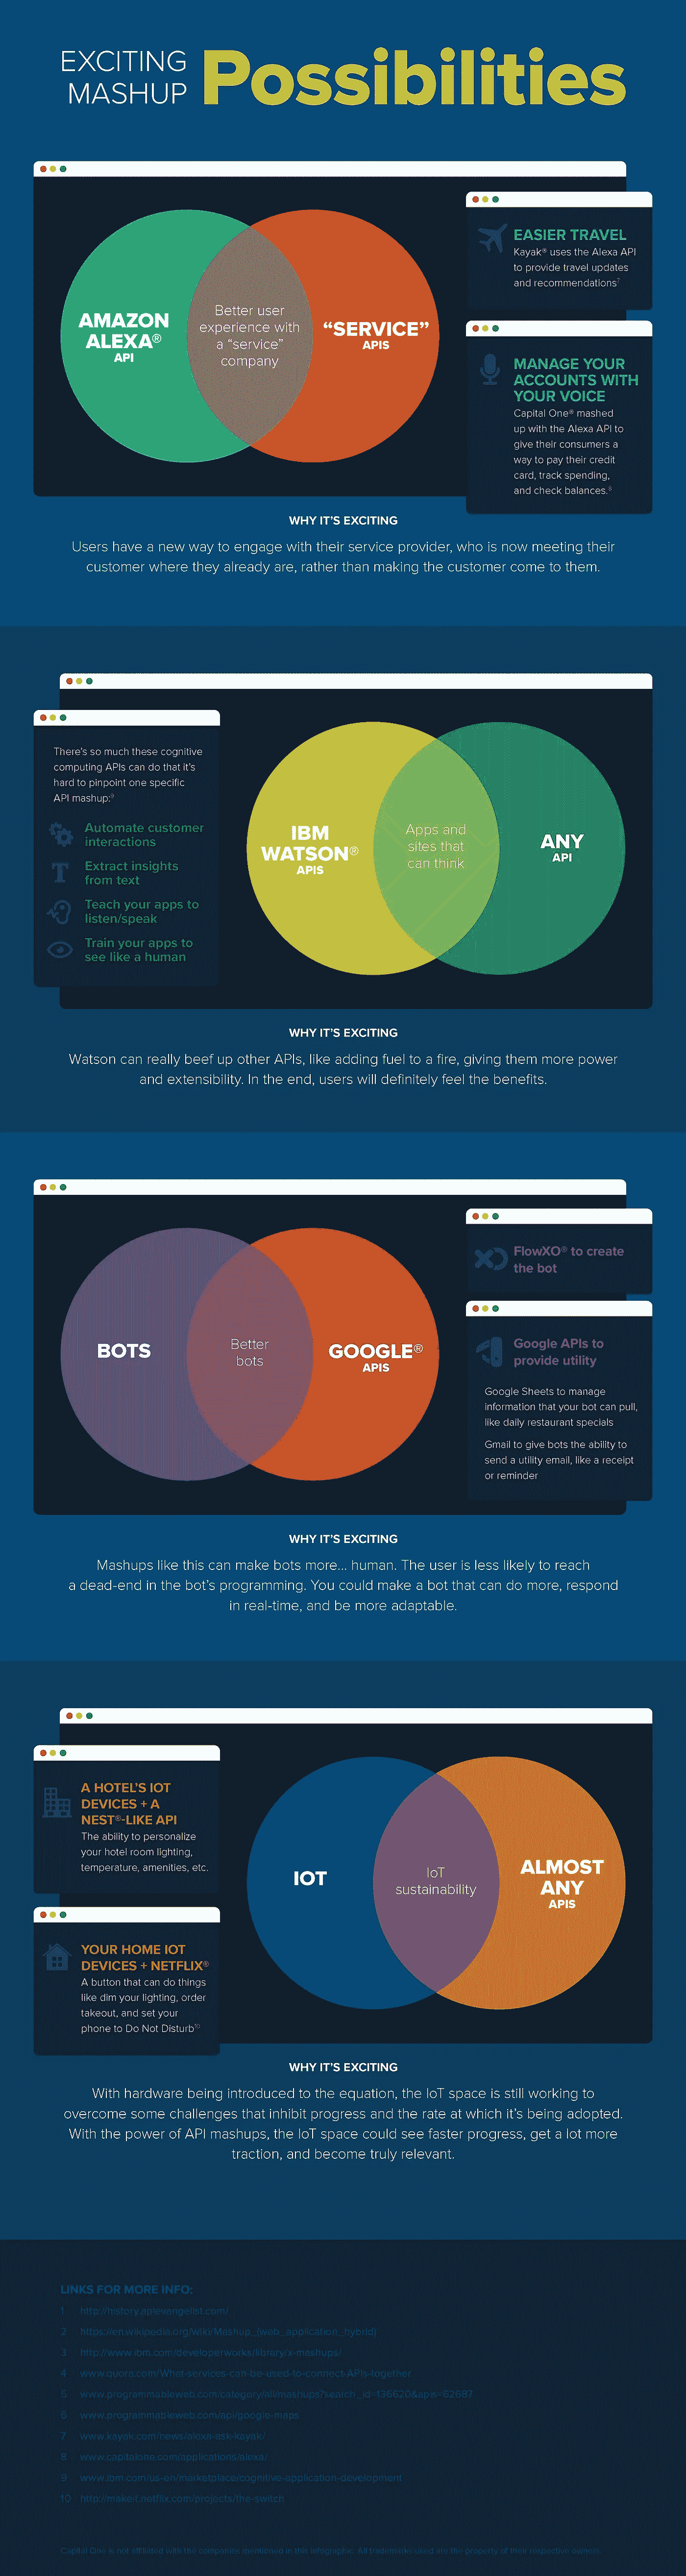 EXCITING
MASHUP
Possibilities
AMAZON
ALEXA®
API
Better user
experience with
a “service”
company
“SERVICE”
APIS
EASIER TRAVEL
Kayak® uses the Alexa API
to provide travel updates
and recommendations⁷
MANAGE YOUR
ACCOUNTS WITH
YOUR VOICE
Capital One® mashed
up with the Alexa API to
give their consumers a
way to pay their credit
card, track spending,
and check balances.⁸
WHY IT’S EXCITING
Users have a new way to engage with their service provider, who is now meeting their
customer where they already are, rather than making the customer come to them.
There’s so much these cognitive
computing APIs can do that it’s
hard to pinpoint one specific
API mashup:⁹
Automate customer
interactions
Extract insights
from text
Teach your apps to
listen/speak
Train your apps to
see like a human
IBM
WATSON®
APIS
Apps and
sites that
can think
ANY
API
WHY IT’S EXCITING
Watson can really beef up other APIs, like adding fuel to a fire, giving them more power
and extensibility. In the end, users will definitely feel the benefits.
BOTS
Better
bots
GOOGLE®
APIS
FlowXO® to create
the bot
Google APIs to
provide utility
Google Sheets to manage
information that your bot can pull,
like daily restaurant specials
Gmail to give bots the ability to
send a utility email, like a receipt
or reminder
WHY IT’S EXCITING
Mashups like this can make bots more... human. The user is less likely to reach
a dead-end in the bot’s programming. You could make a bot that can do more, respond
in real-time, and be more adaptable.
A HOTEL’S IOT
DEVICES + A
NEST®-LIKE API
The ability to personalize
your hotel room lighting,
temperature, amenities, etc.
YOUR HOME IOT
DEVICES + NETFLIX®
A button that can do things
like dim your lighting, order
takeout, and set your
phone to Do Not Disturb¹⁰
IOT
IoT
sustainability
ALMOST
ANY
APIS
WHY IT’S EXCITING
With hardware being introduced to the equation, the IoT space is still working to
overcome some challenges that inhibit progress and the rate at which it’s being adopted.
With the power of API mashups, the IoT space could see faster progress, get a lot more
traction, and become truly relevant.
LINKS FOR MORE INFO:
1 http://history.apievangelist.com/
2 https://en.wikipedia.org/wiki/Mashup_(web_application_hybrid)
3 http://www.ibm.com/developerworks/library/x-mashups/
4 www.quora.com/What-services-can-be-used-to-connect-APIs-together
5 www.programmableweb.com/category/all/mashups?search_id=136620&apis=62687
6 www.programmableweb.com/api/google-maps
7 www.kayak.com/news/alexa-ask-kayak/
8 www.capitalone.com/applications/alexa/
9 www.ibm.com/us-en/marketplace/cognitive-application-development
10 http://makeit.netflix.com/projects/the-switch
Capital One is not affiliated with the companies mentioned in this infographic. All trademarks used are the property of their respective owners.